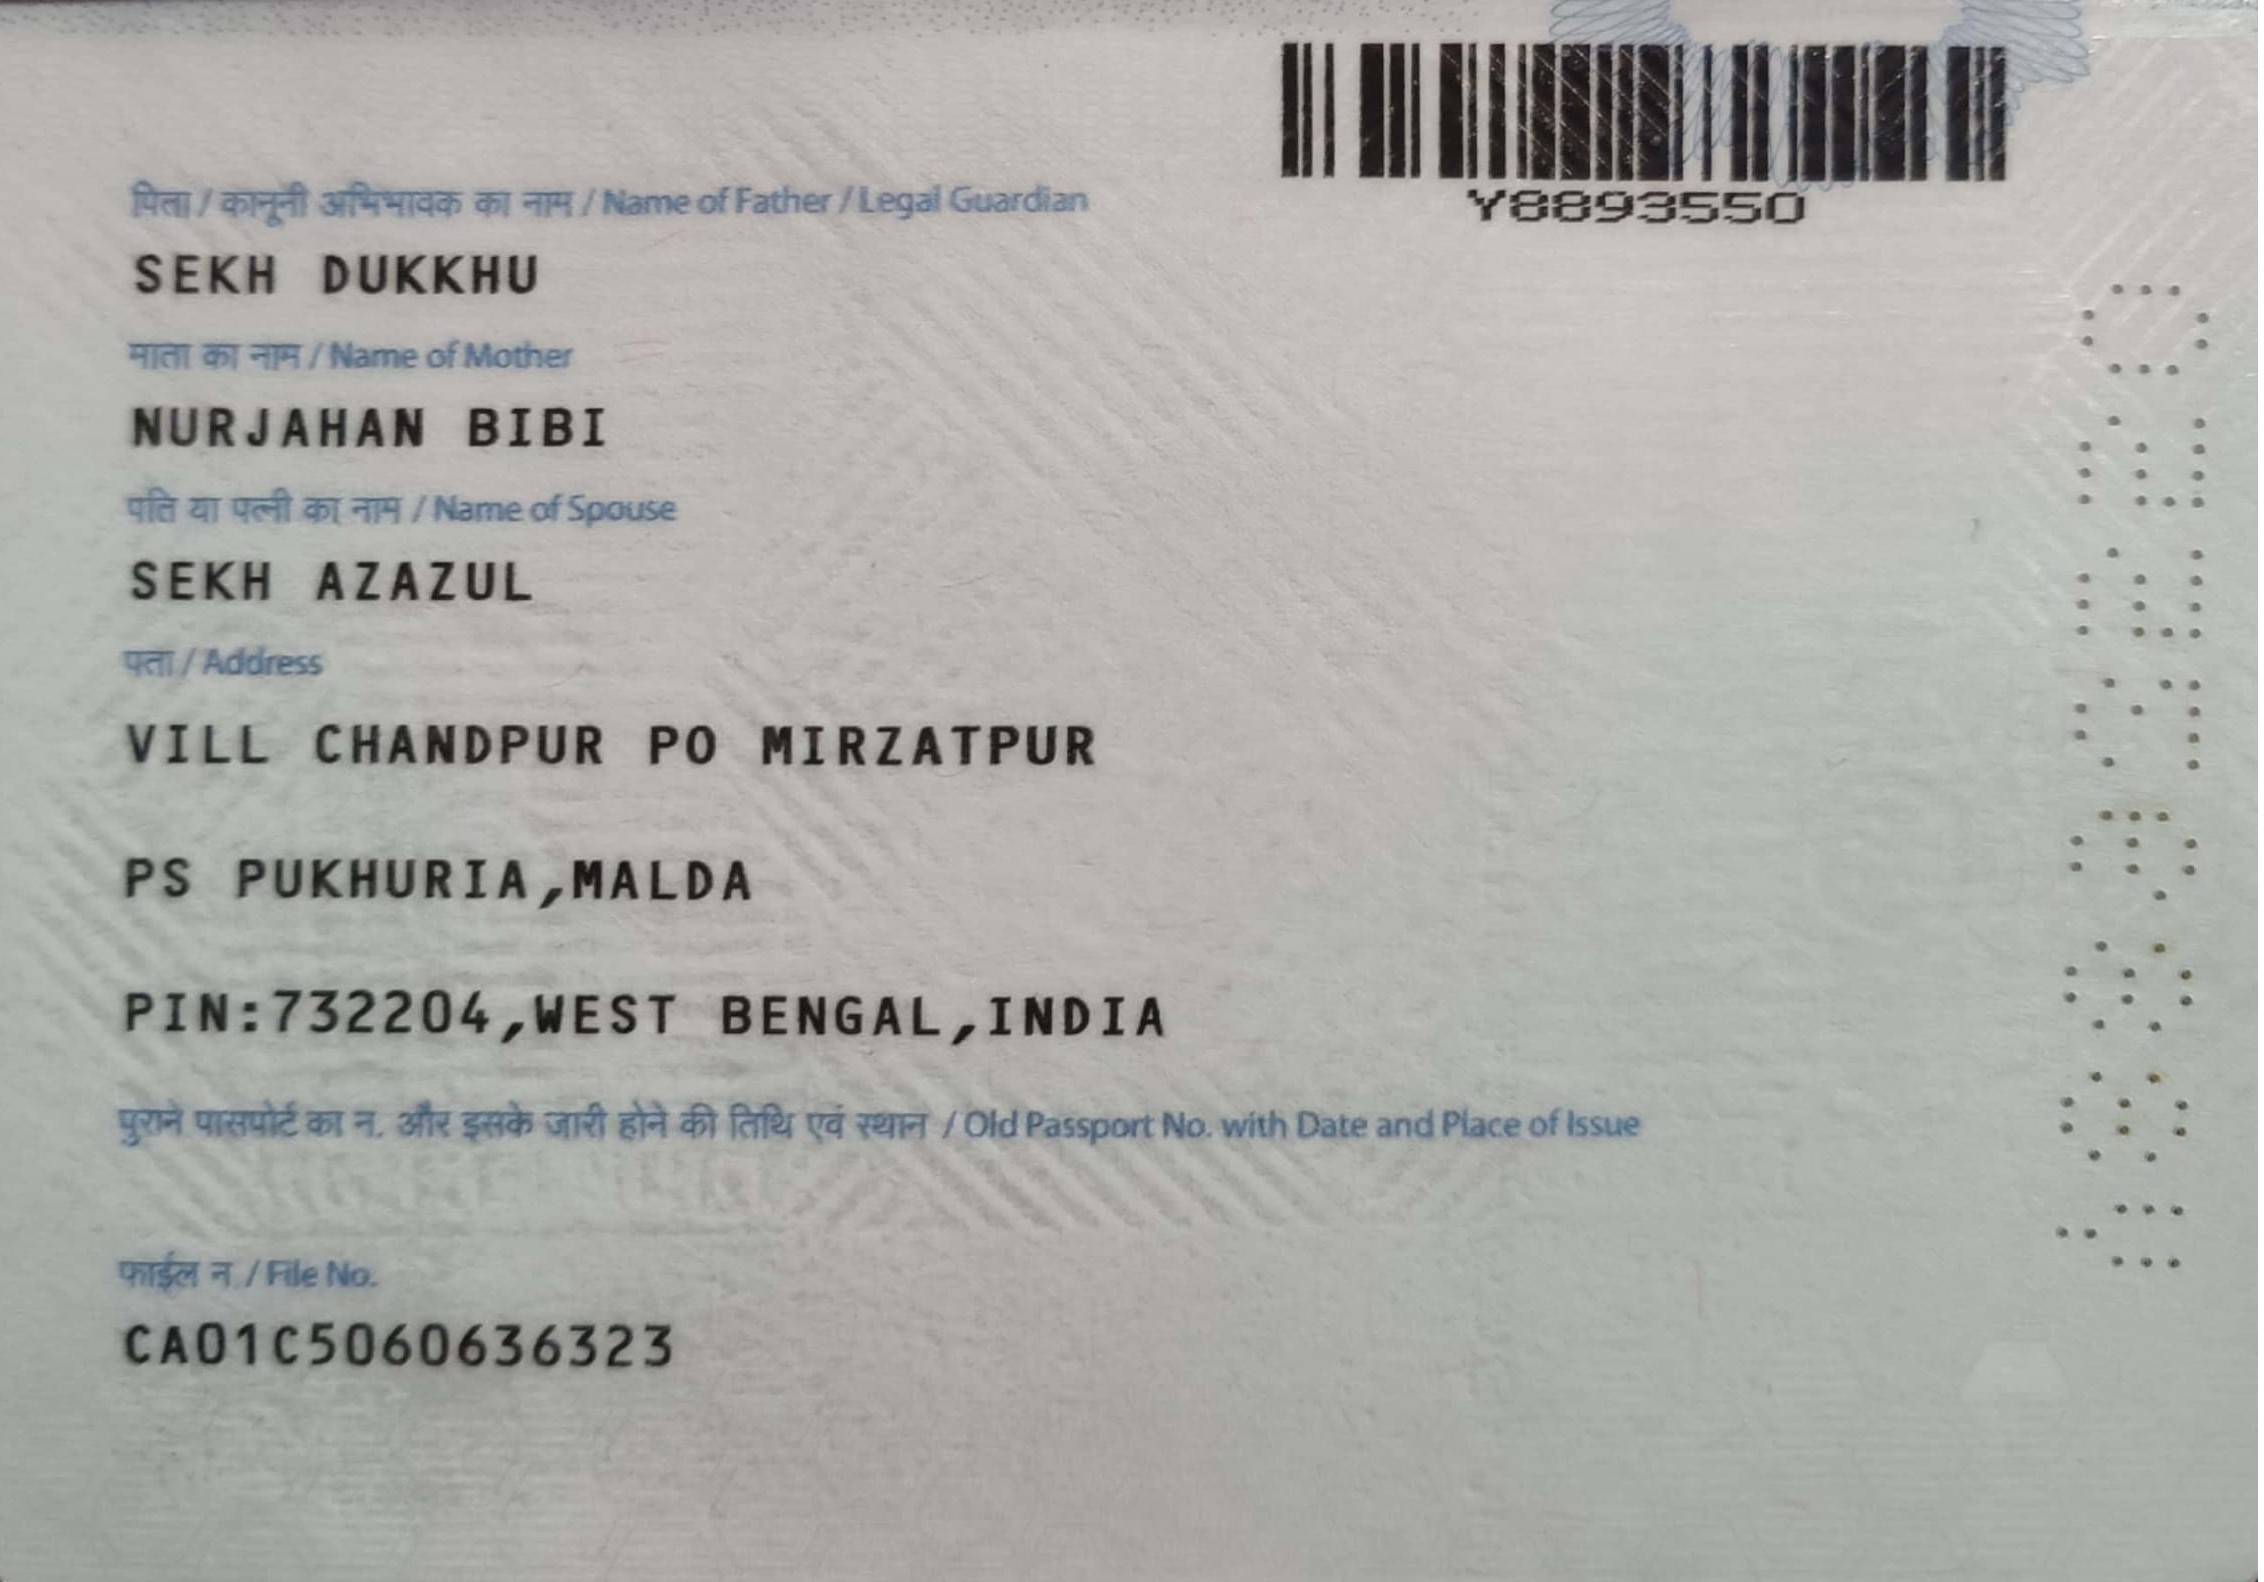 Y8893550
पिता / कानूनी अभिभावक का नाम / Name of Father / Legal Guardian
SEKH DUKKHU
माता का नाम / Name of Mother
NURJAHAN BIBI
पति या पत्नी का नाम / Name of Spouse
SEKH AZAZUL
पता / Address
VILL CHANDPUR PO MIRZATPUR
PS PUKHURIA,MALDA
PIN:732204,WEST BENGAL,INDIA
पुराने पासपोर्ट का न. और इसके जारी होने की तिथि एवं स्थान / Old Passport No. with Date and Place of Issue
फाईल न. / File No.
CA01C5060636323